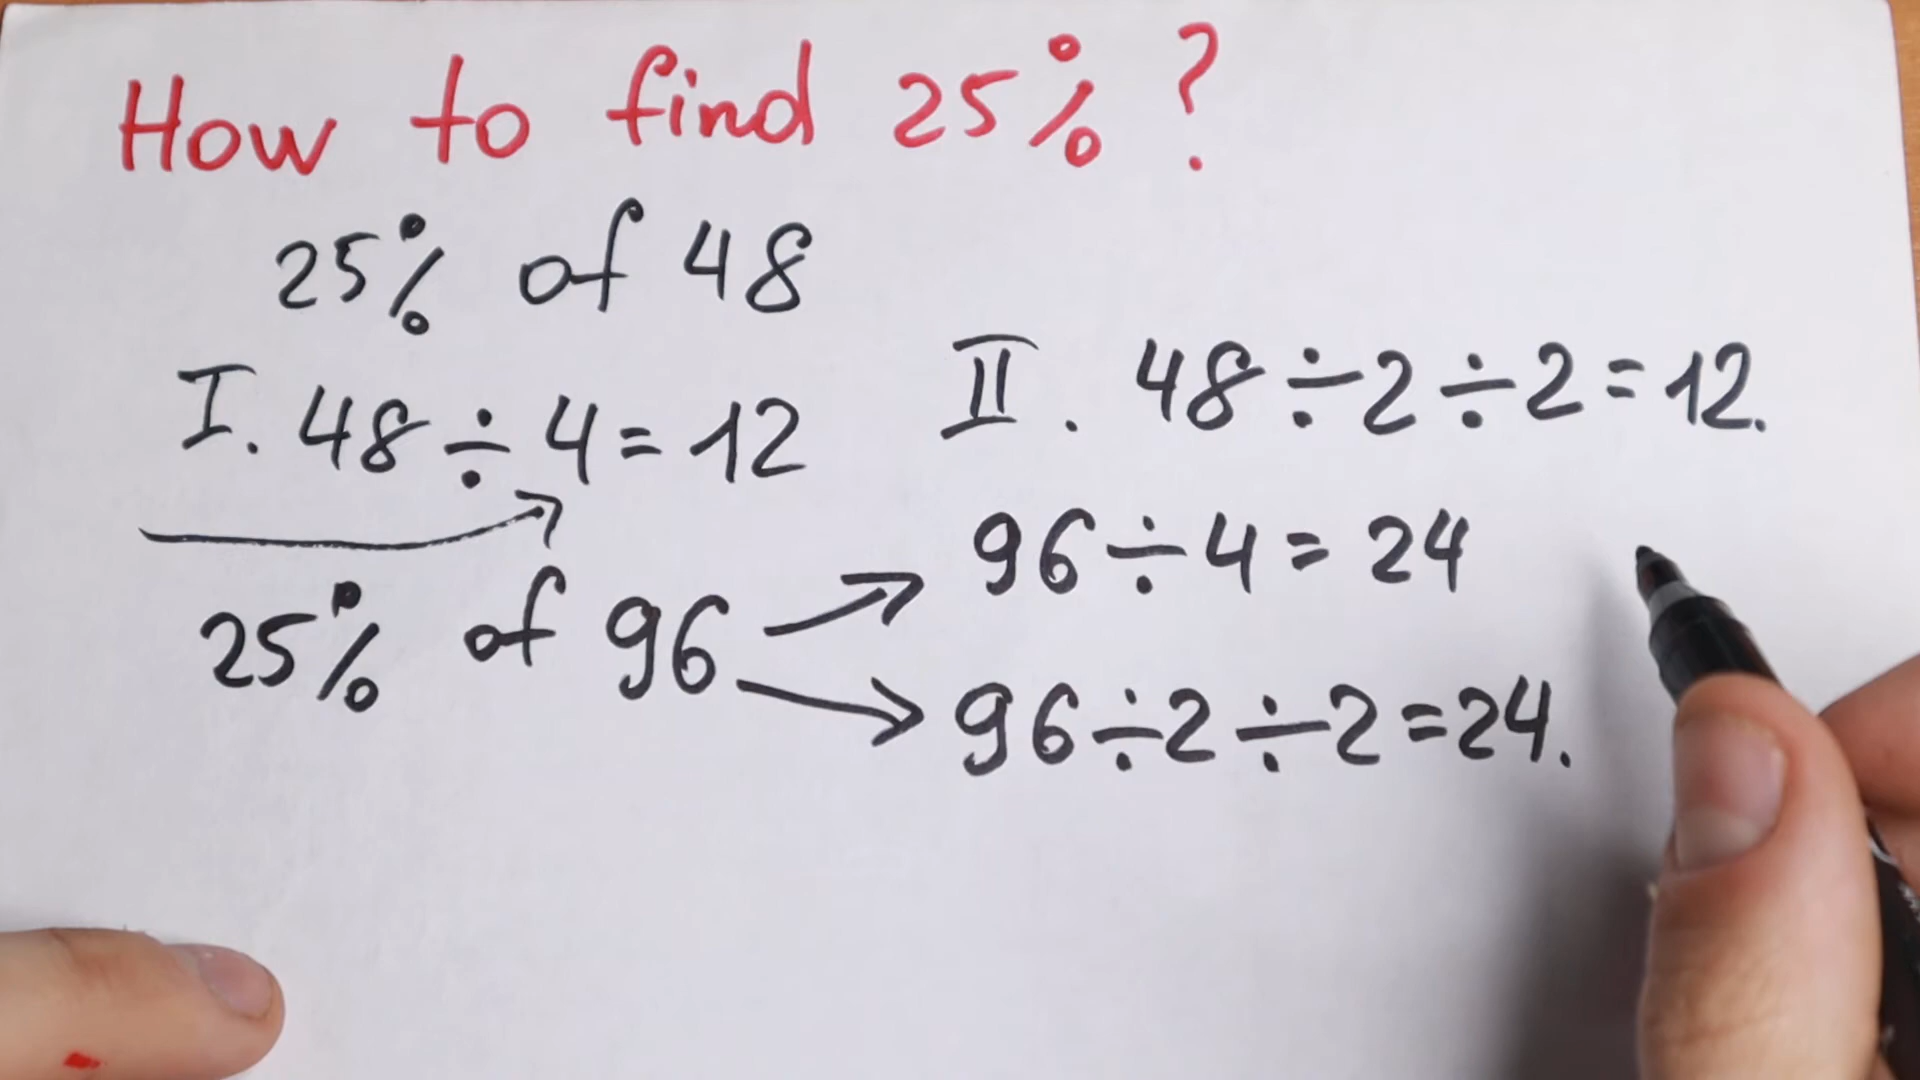 How to find 25% ?
25% of 48
I. 48 ÷ 4 = 12
II. 48 ÷ 2 ÷ 2 = 12.
25% of 96
96 ÷ 4 = 24
96 ÷ 2 ÷ 2 = 24.